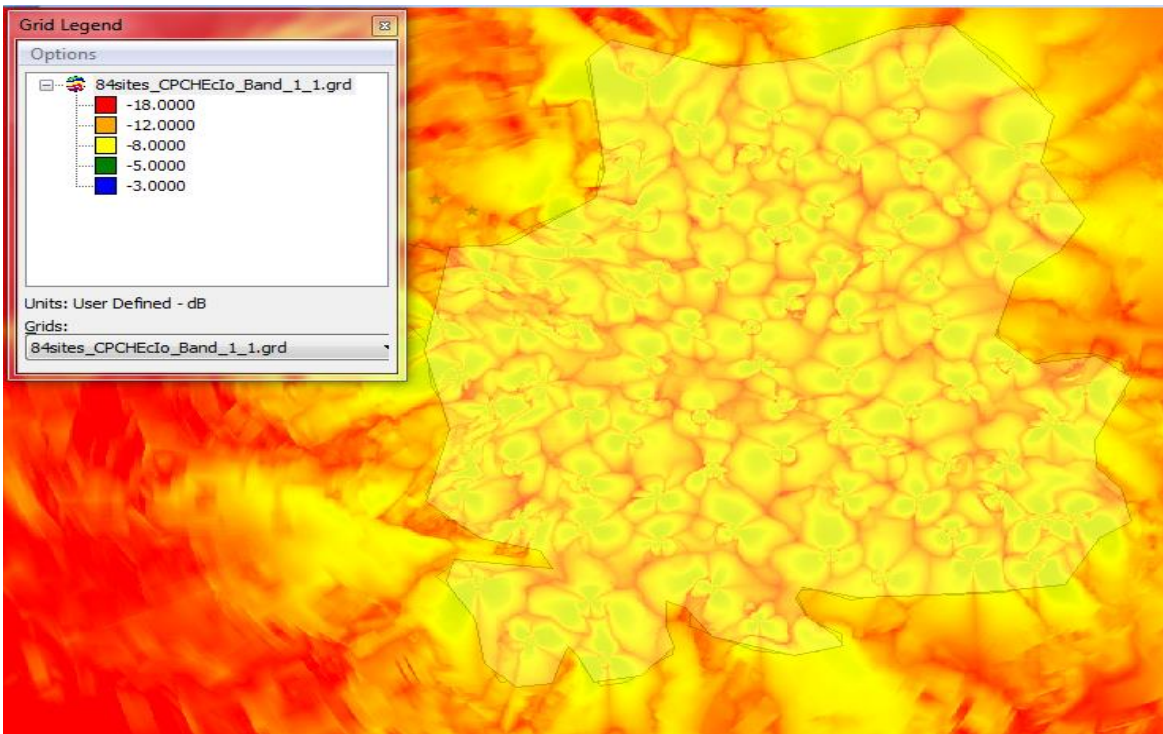 Grid Legend
Options
84sites_CPCHEcIo_Band_1_1.grd
-18.0000
-12.0000
-8.0000
-5.0000
-3.0000
Units: User Defined - dB
Grids:
84sites_CPCHEcIo_Band_1_1.grd